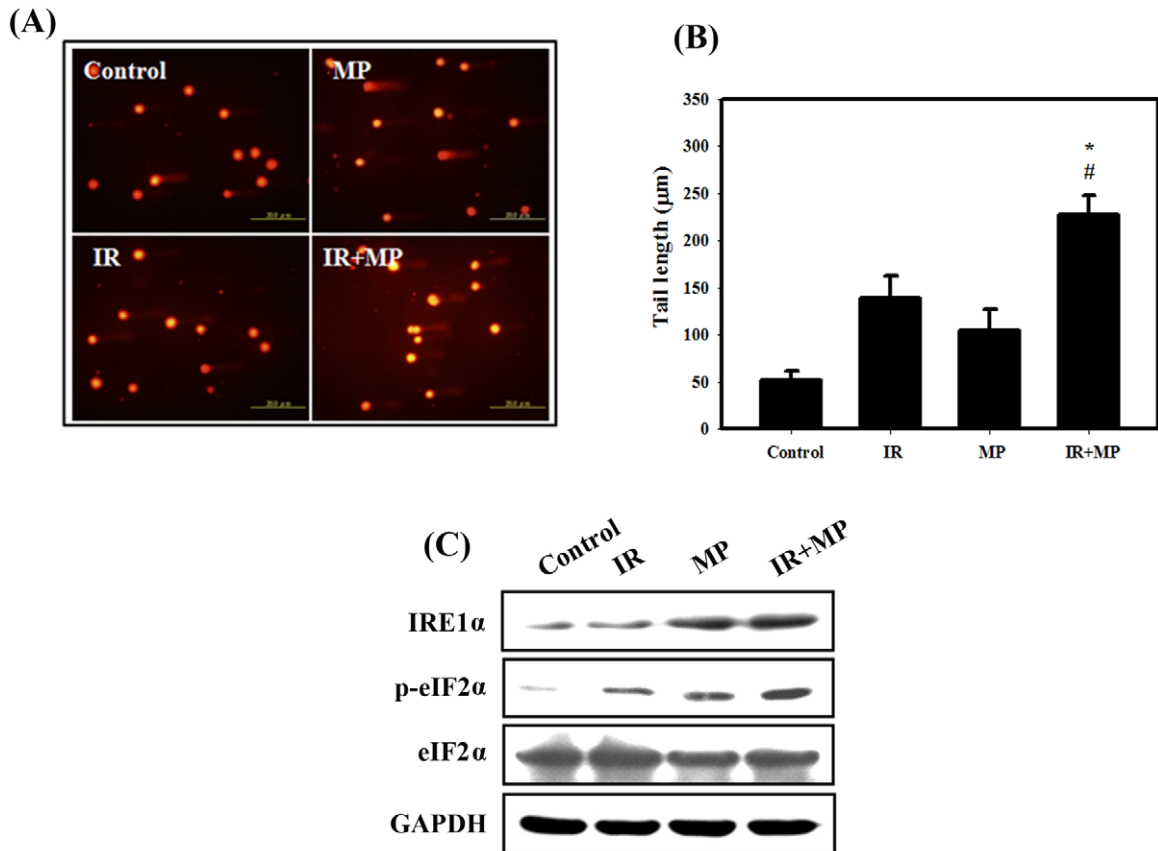 (A)
Control
MP
IR
IR+MP
(B)
350
300
250
200
150
100
50
0
Tail length (μm)
*
#
Control IR MP IR+MP
(C)
Control IR MP IR+MP
IRE1α
p-eIF2α
eIF2α
GAPDH